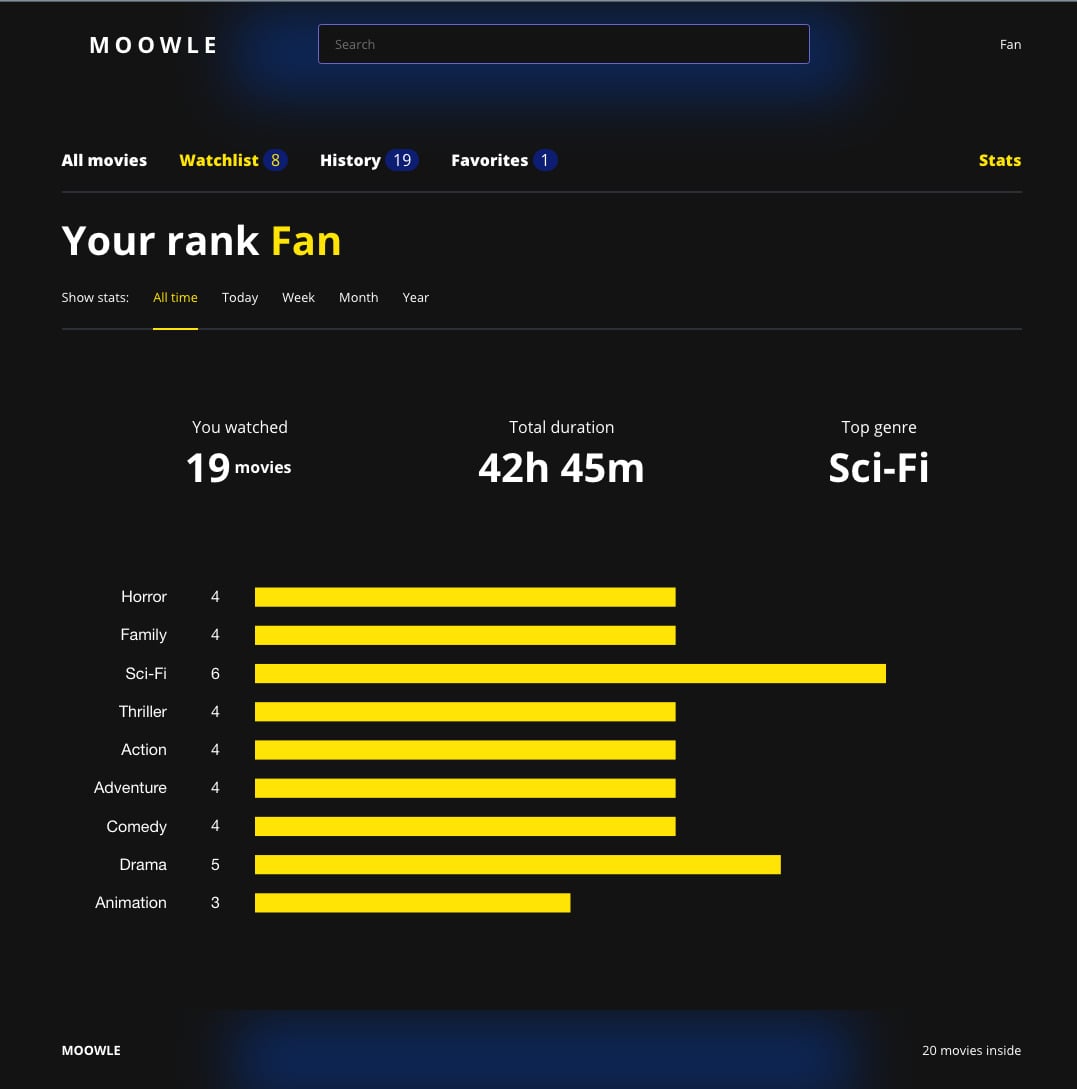 MOOWLE Search Fan
All movies Watchlist 8 History 19 Favorites 1 Stats
Your rank Fan
Show stats: All time Today Week Month Year
You watched Total duration Top genre
19 movies 42h 45m Sci-Fi
Horror 4
Family 4
Sci-Fi 6
Thriller 4
Action 4
Adventure 4
Comedy 4
Drama 5
Animation 3
MOOWLE 20 movies inside